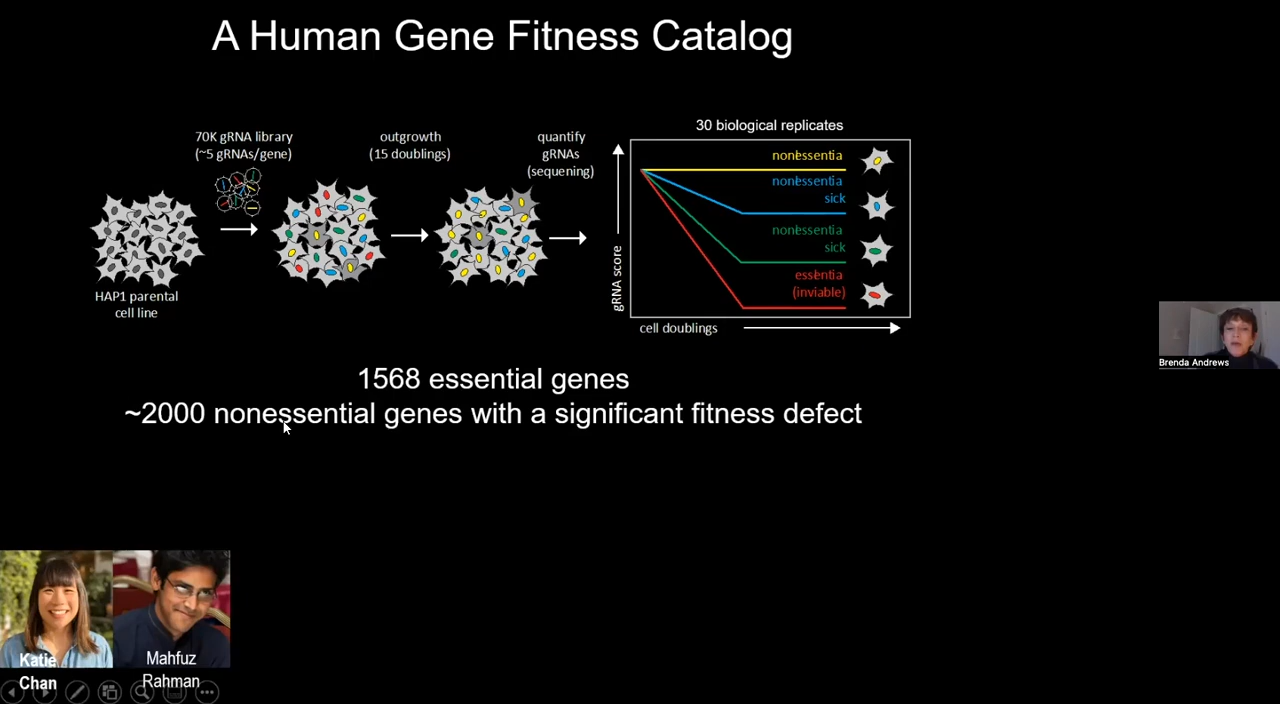 A Human Gene Fitness Catalog
70K gRNA library
(~5 gRNAs/gene)
outgrowth
(15 doublings)
quantify
gRNAs
(sequening)
30 biological replicates
nonessentia
nonessentia
sick
nonessentia
sick
essentia
(inviable)
gRNA score
cell doublings
HAP1 parental
cell line
1568 essential genes
~2000 nonessential genes with a significant fitness defect
Brenda Andrews
Katie
Chan
Mahfuz
Rahman